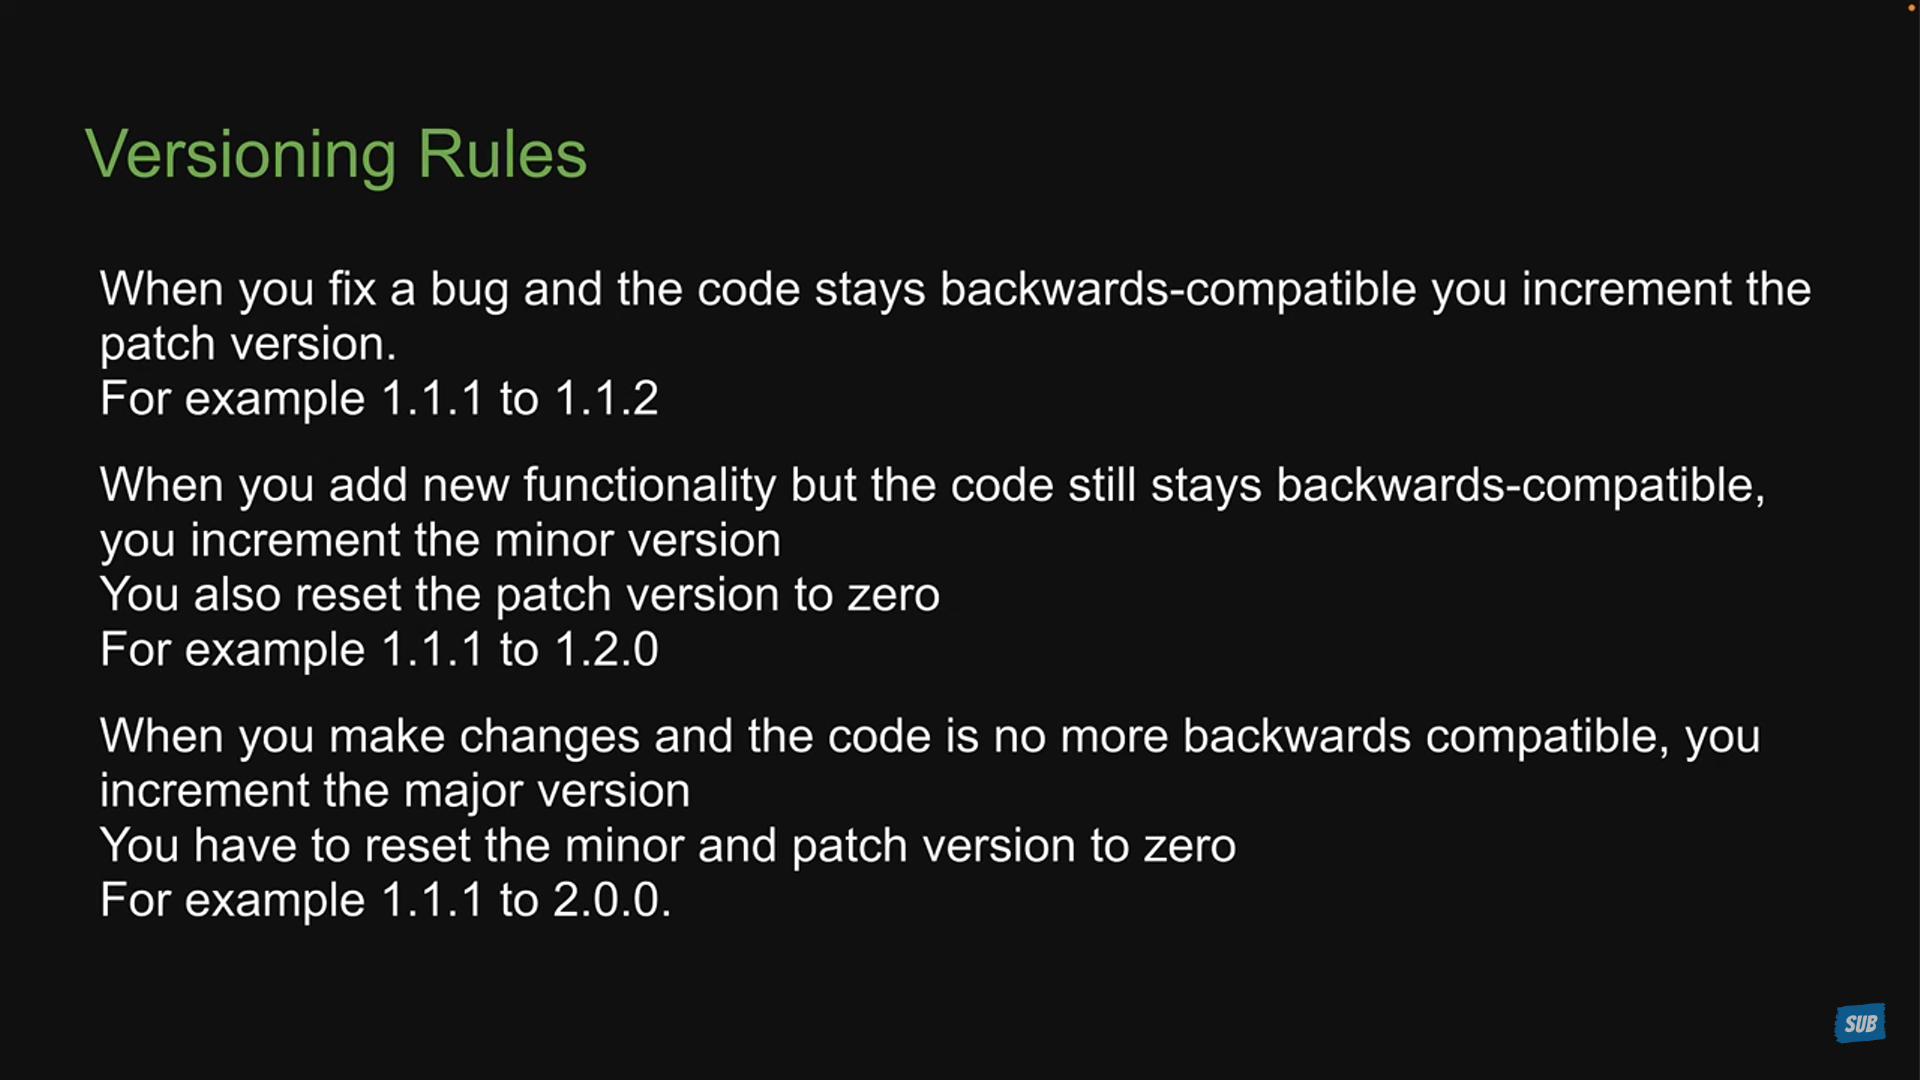 Versioning Rules
When you fix a bug and the code stays backwards-compatible you increment the
patch version.
For example 1.1.1 to 1.1.2
When you add new functionality but the code still stays backwards-compatible,
you increment the minor version
You also reset the patch version to zero
For example 1.1.1 to 1.2.0
When you make changes and the code is no more backwards compatible, you
increment the major version
You have to reset the minor and patch version to zero
For example 1.1.1 to 2.0.0.
SUB